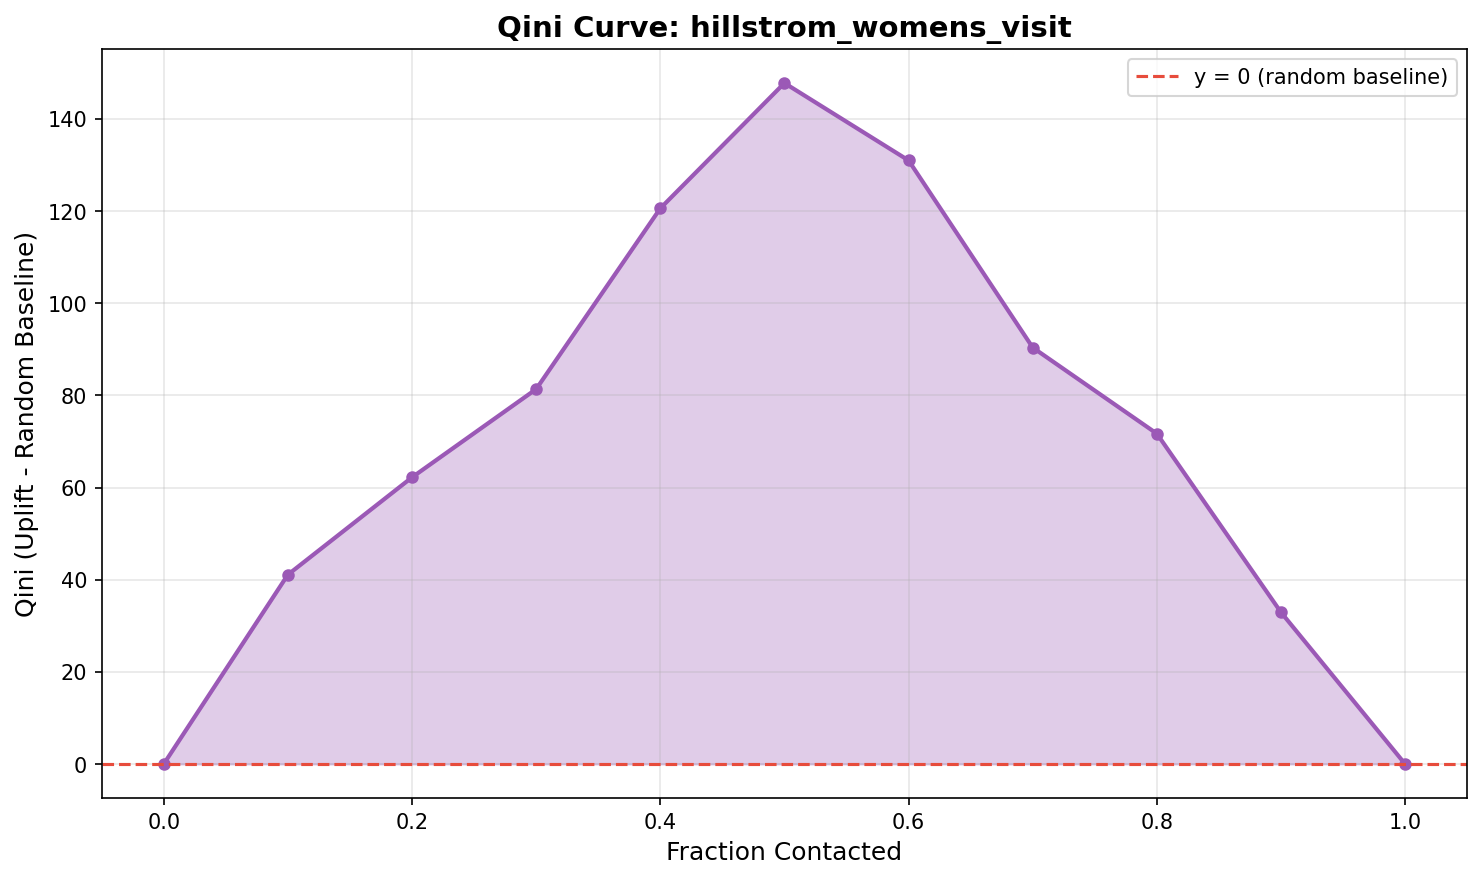 Qini Curve: hillstrom_womens_visit
y = 0 (random baseline)
Qini (Uplift - Random Baseline)
140
120
100
80
60
40
20
0
0.0 0.2 0.4 0.6 0.8 1.0
Fraction Contacted